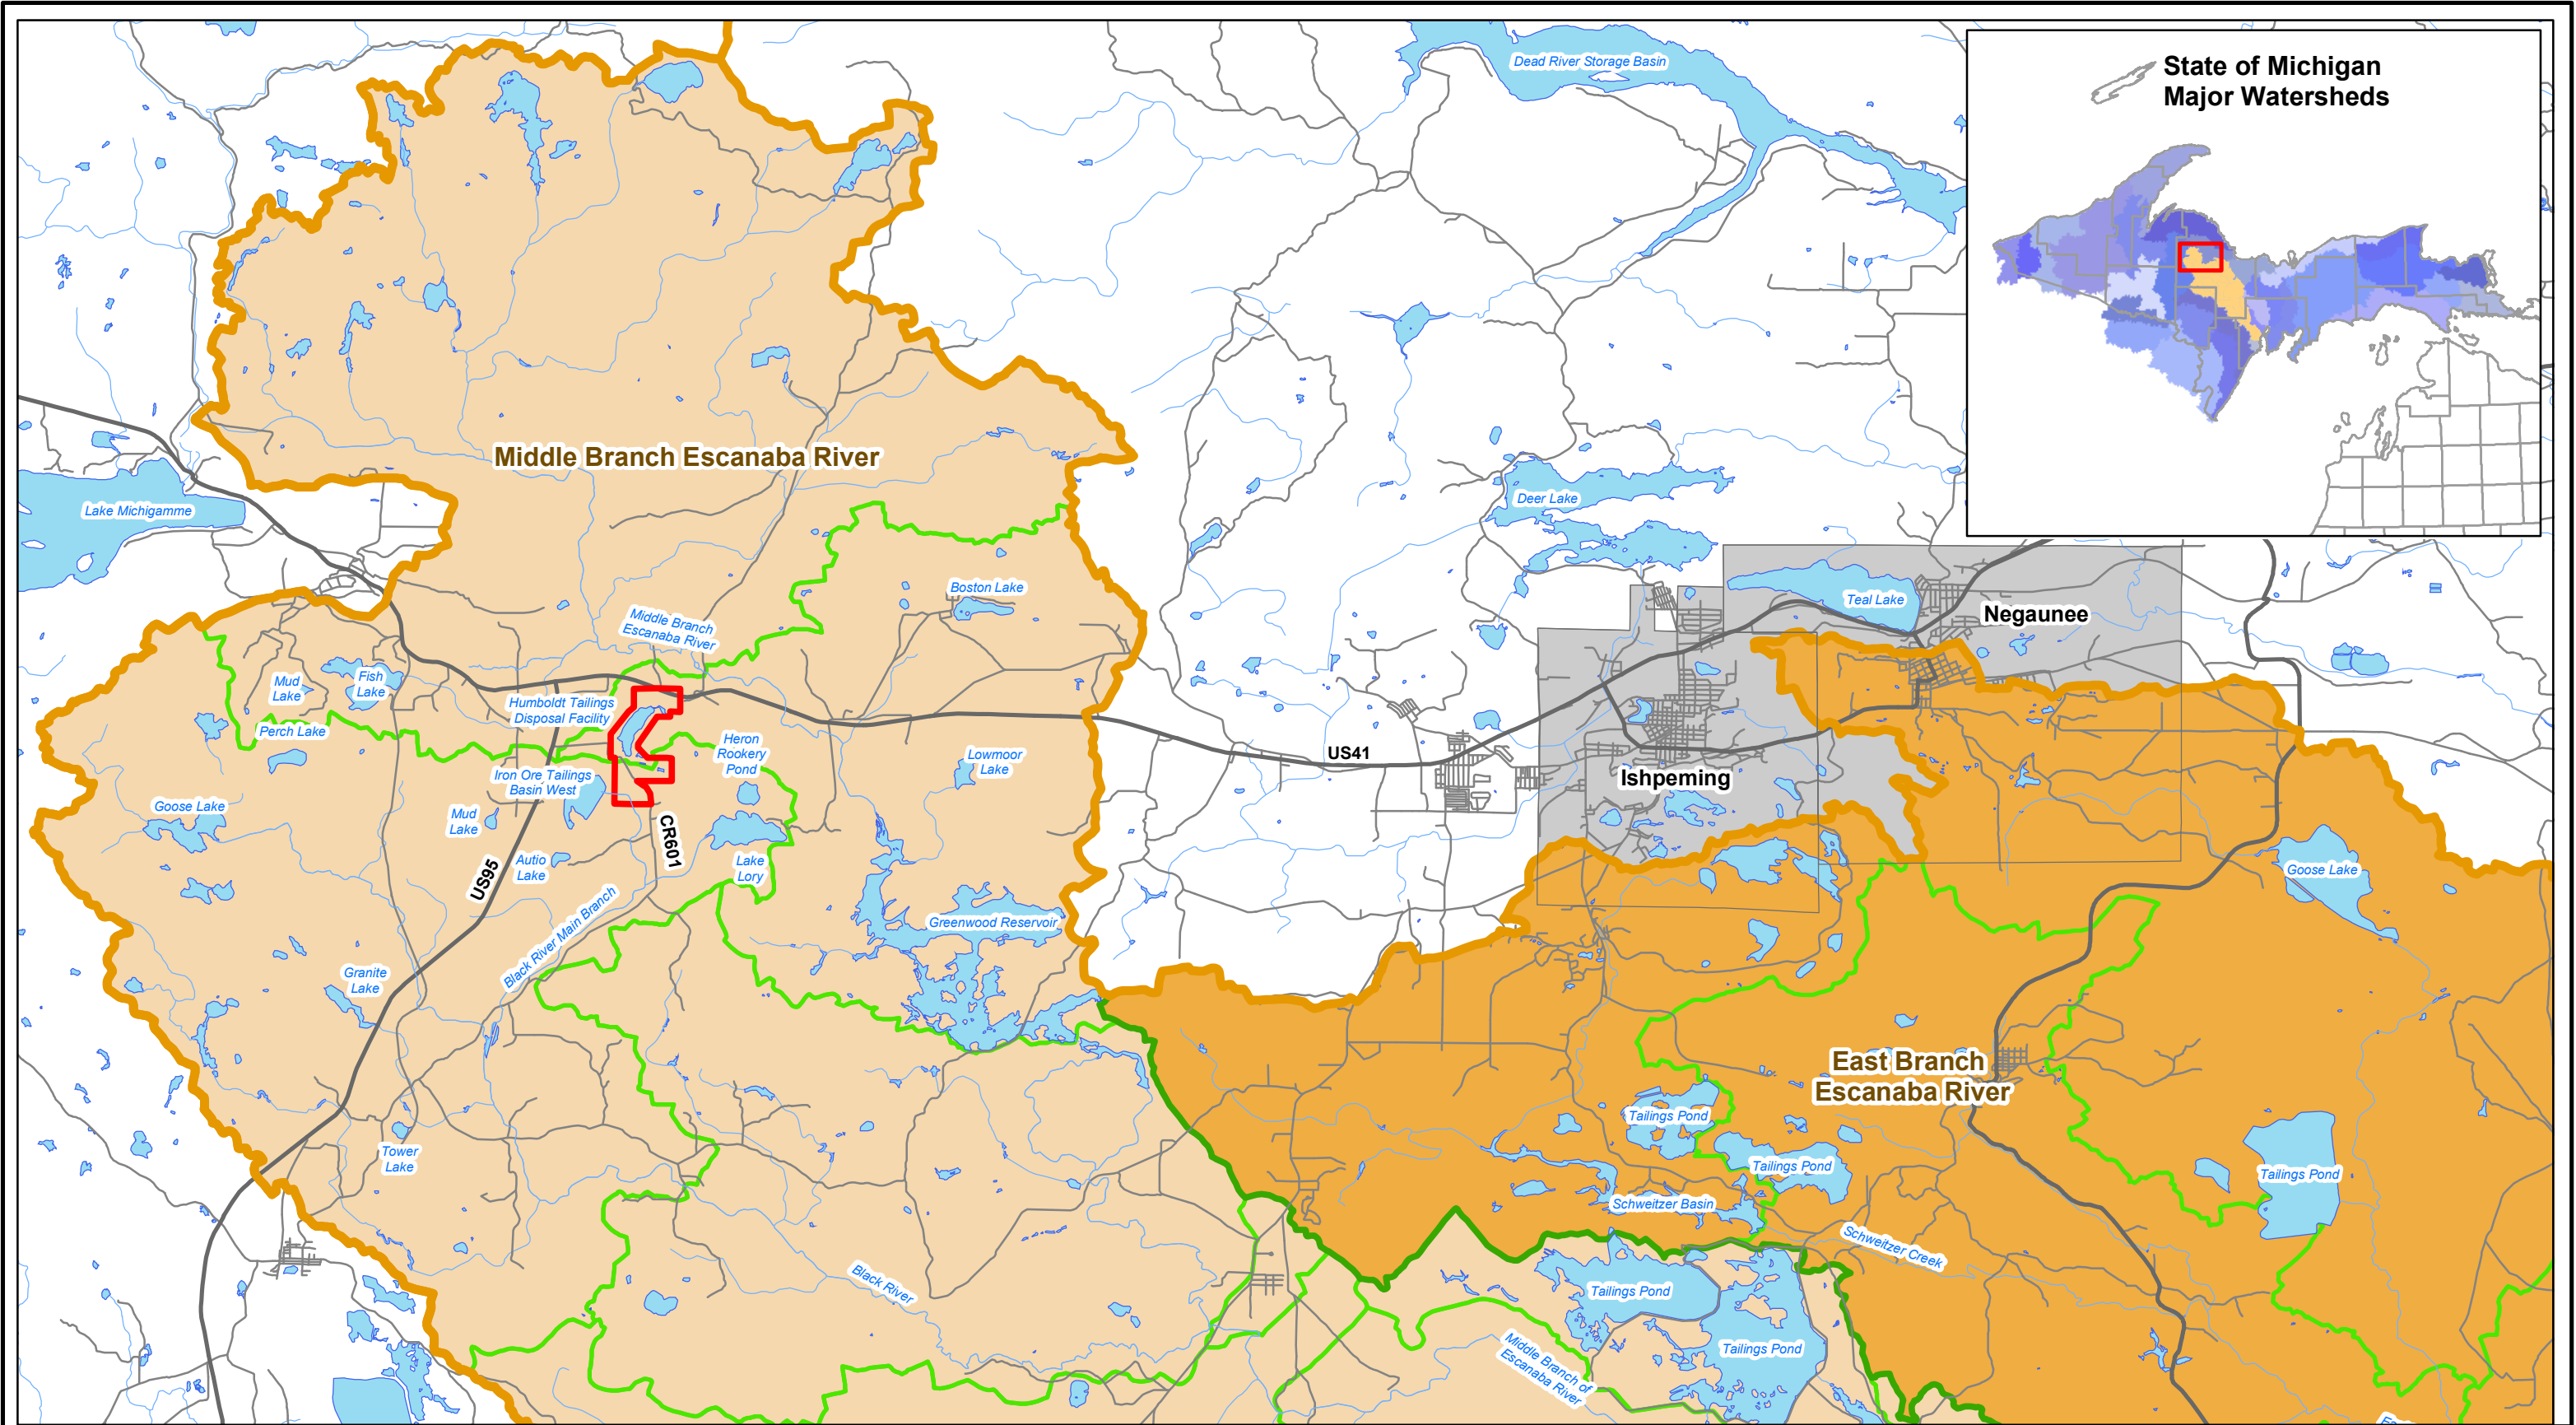 Dead River Storage Basin
State of Michigan
Major Watersheds
Middle Branch Escanaba River
Lake Michigamme
Deer Lake
Boston Lake
Teal Lake
Negaunee
Middle Branch
Escanaba River
Mud
Lake
Fish
Lake
Humboldt Tailings
Disposal Facility
Perch Lake
Heron
Rookery
Pond
Lowmoor
Lake
US41
Ishpeming
Iron Ore Tailings
Basin West
Goose Lake
Mud
Lake
CR601
Autio
Lake
US95
Lake
Lory
Goose Lake
Greenwood Reservoir
Black River Main Branch
Granite
Lake
East Branch
Escanaba River
Tailings Pond
Tower
Lake
Tailings Pond
Tailings Pond
Schweitzer Basin
Schweitzer Creek
Black River
Tailings Pond
Tailings Pond
Middle Branch of
Escanaba River